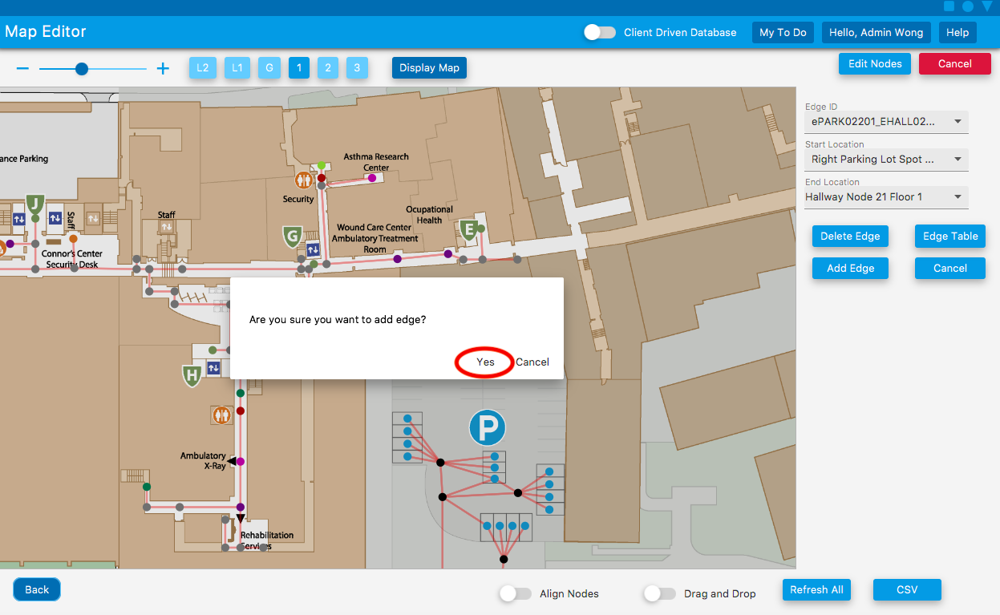 Map Editor
Client Driven Database
My To Do
Hello, Admin Wong
Help
L2
L1
G
1
2
3
Display Map
Edit Nodes
Cancel
Edge ID
ePARK02201_EHALL02...
Start Location
Right Parking Lot Spot ...
End Location
Hallway Node 21 Floor 1
Delete Edge
Edge Table
Add Edge
Cancel
ance Parking
Asthma Research
Center
Security
Ocupational
Health
Staff
Staff
J
G
E
Wound Care Center
Ambulatory Treatment
Room
Connor's Center
Security Desk
Are you sure you want to add edge?
Yes
Cancel
H
P
Ambulatory
X-Ray
Rehabilitation
Services
Back
Align Nodes
Drag and Drop
Refresh All
CSV